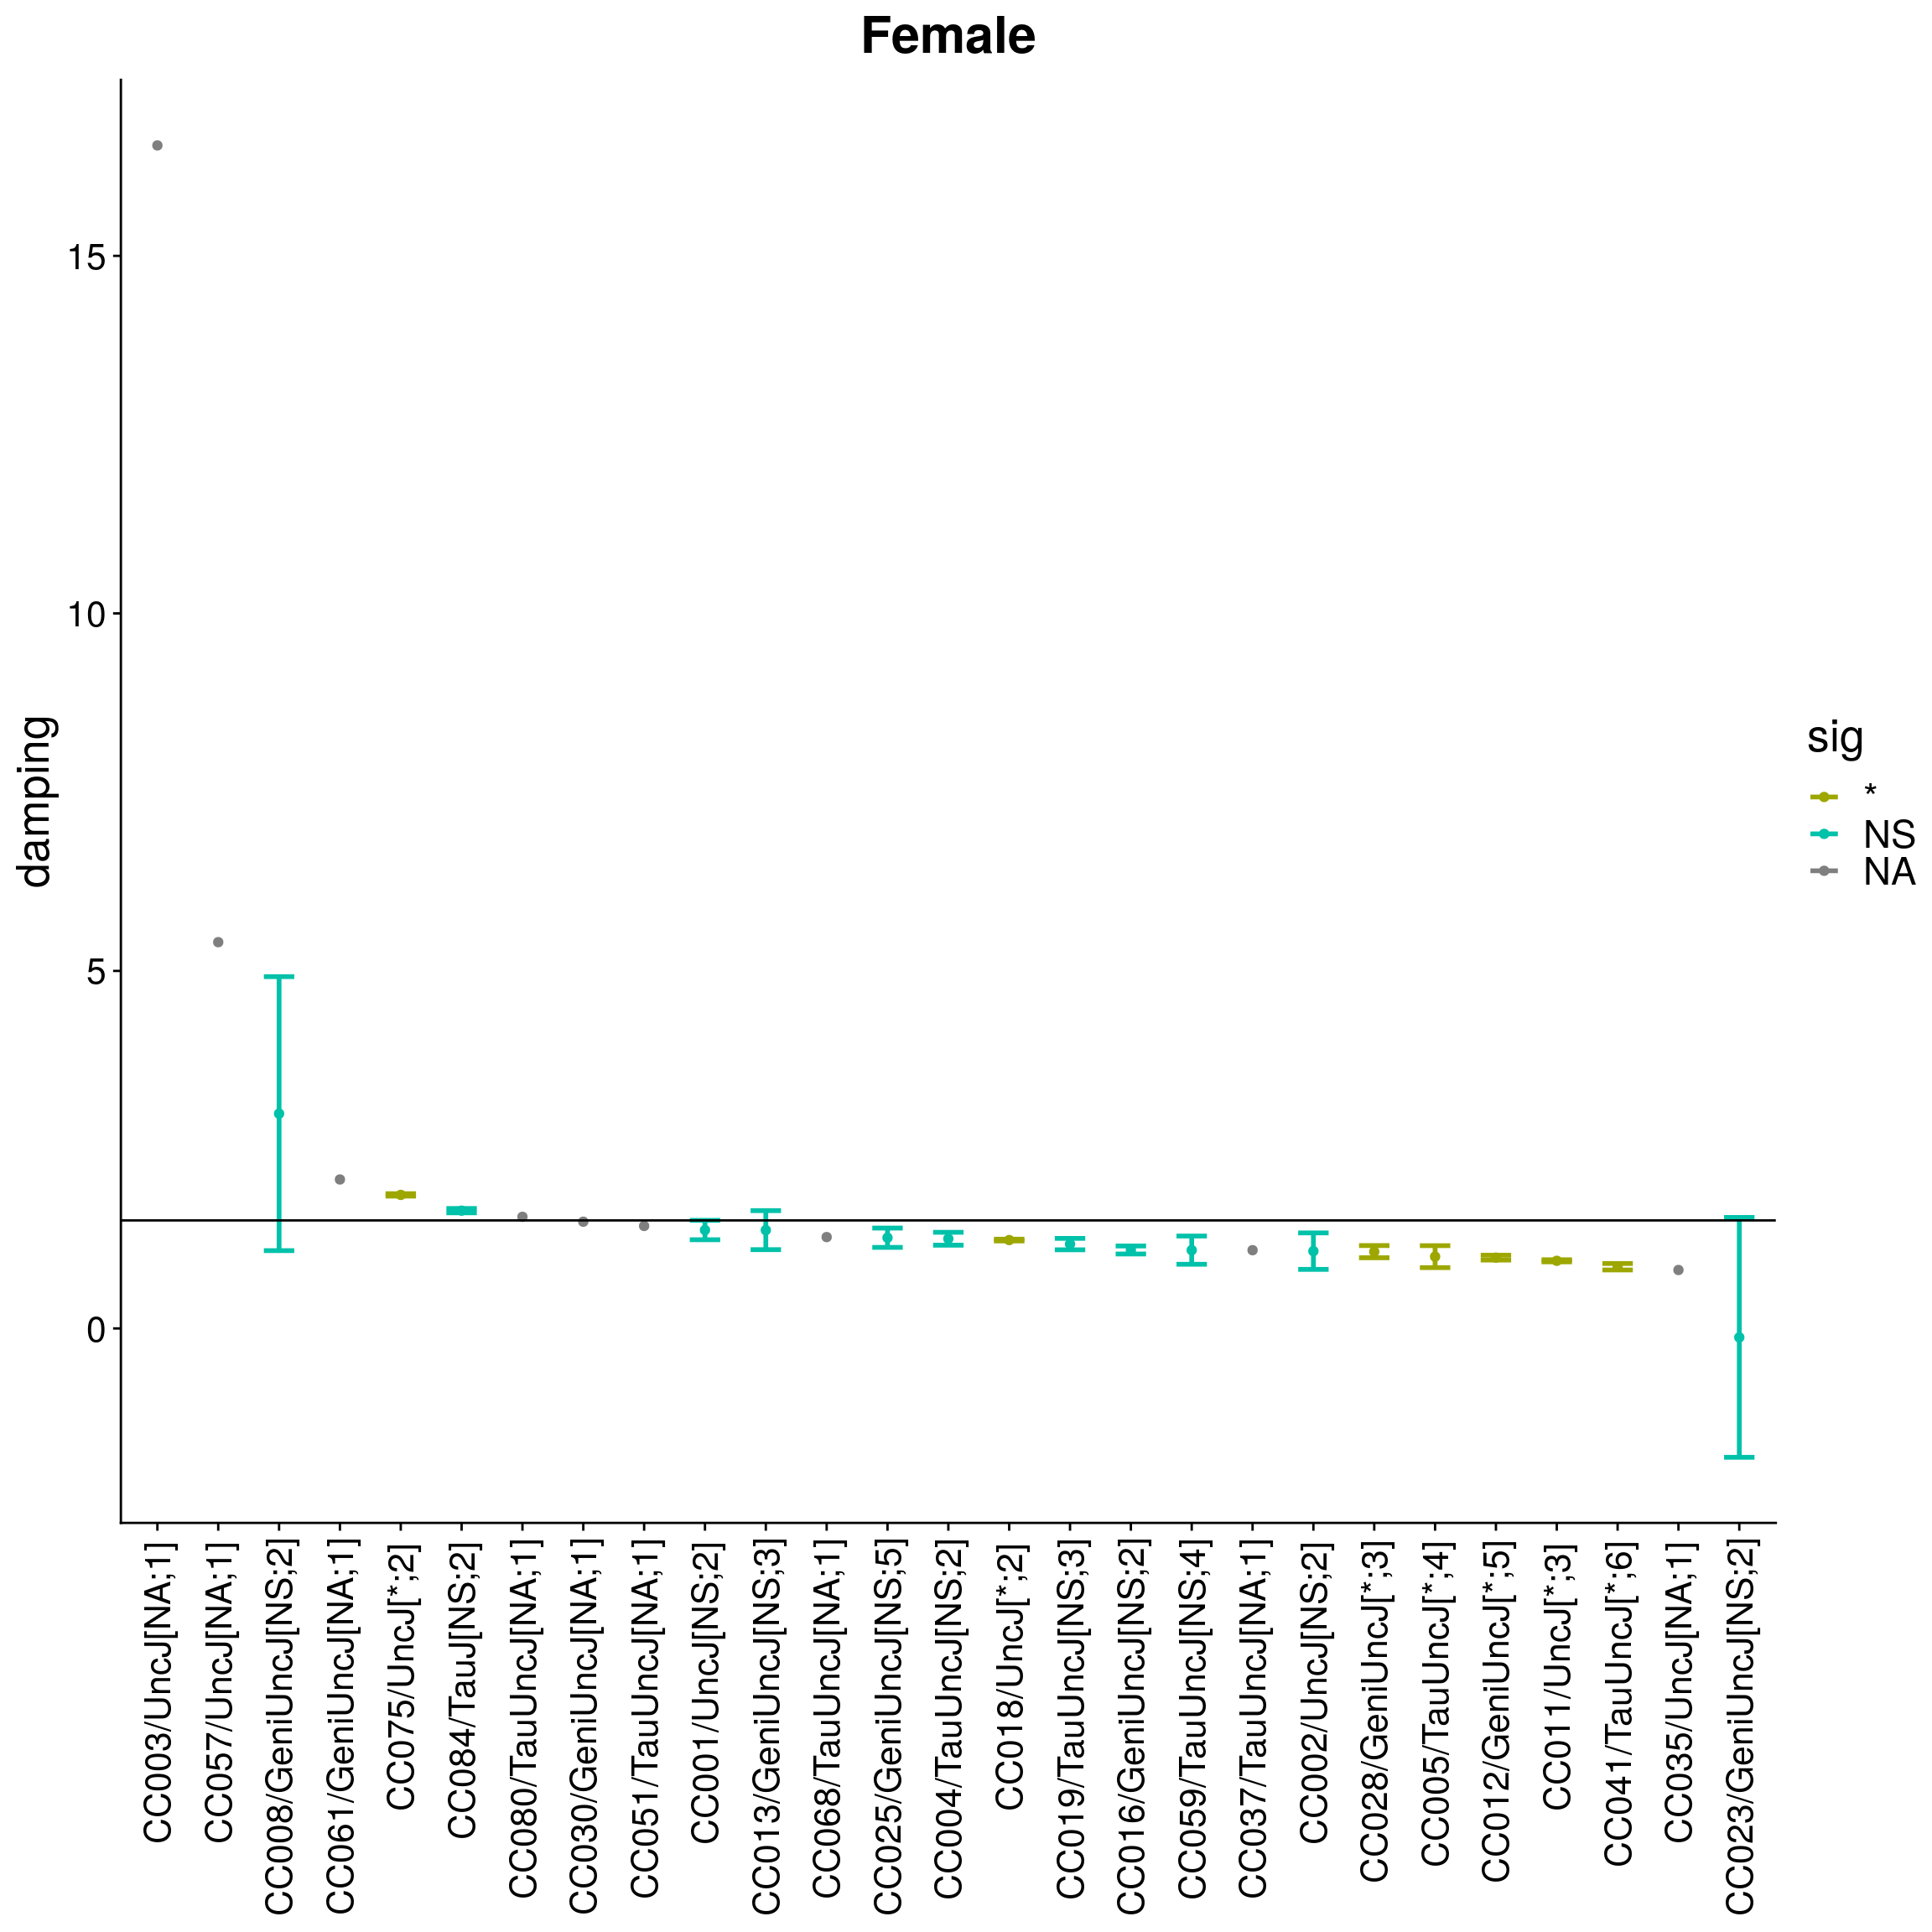 Female
damping
15
10
5
0
CC003/UncJ[NA;1]
CC057/UncJ[NA;1]
CC008/GeniUncJ[NS;2]
CC061/GeniUncJ[NA;1]
CC075/UncJ[*;2]
CC084/TauJ[NS;2]
CC080/TauUncJ[NA;1]
CC030/GeniUncJ[NA;1]
CC051/TauUncJ[NA;1]
CC001/UncJ[NS;2]
CC013/GeniUncJ[NS;3]
CC068/TauUncJ[NA;1]
CC025/GeniUncJ[NS;5]
CC004/TauUncJ[NS;2]
CC018/UncJ[*;2]
CC019/TauUncJ[NS;3]
CC016/GeniUncJ[NS;2]
CC059/TauUncJ[NS;4]
CC037/TauUncJ[NA;1]
CC002/UncJ[NS;2]
CC028/GeniUncJ[*;3]
CC005/TauUncJ[*;4]
CC012/GeniUncJ[*;5]
CC011/UncJ[*;3]
CC041/TauUncJ[*;6]
CC035/UncJ[NA;1]
CC023/GeniUncJ[NS;2]
sig
*
NS
NA